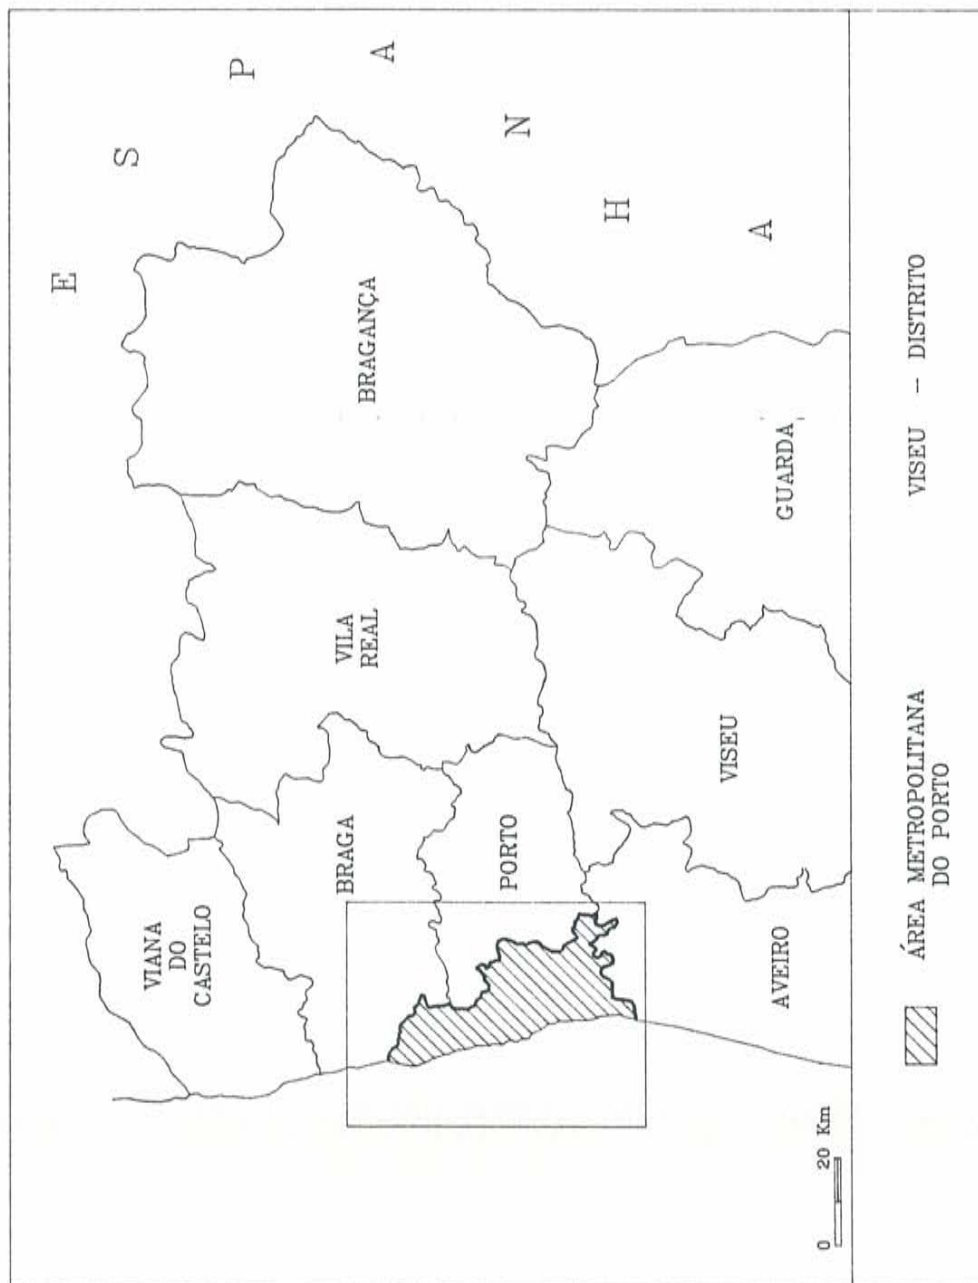 E S P A N H A
VIANA
DO
CASTELO
BRAGA
VILA
REAL
BRAGANÇA
PORTO
AVEIRO
VISEU
GUARDA
0 20 Km
ÁREA METROPOLITANA
DO PORTO
VISEU -- DISTRITO